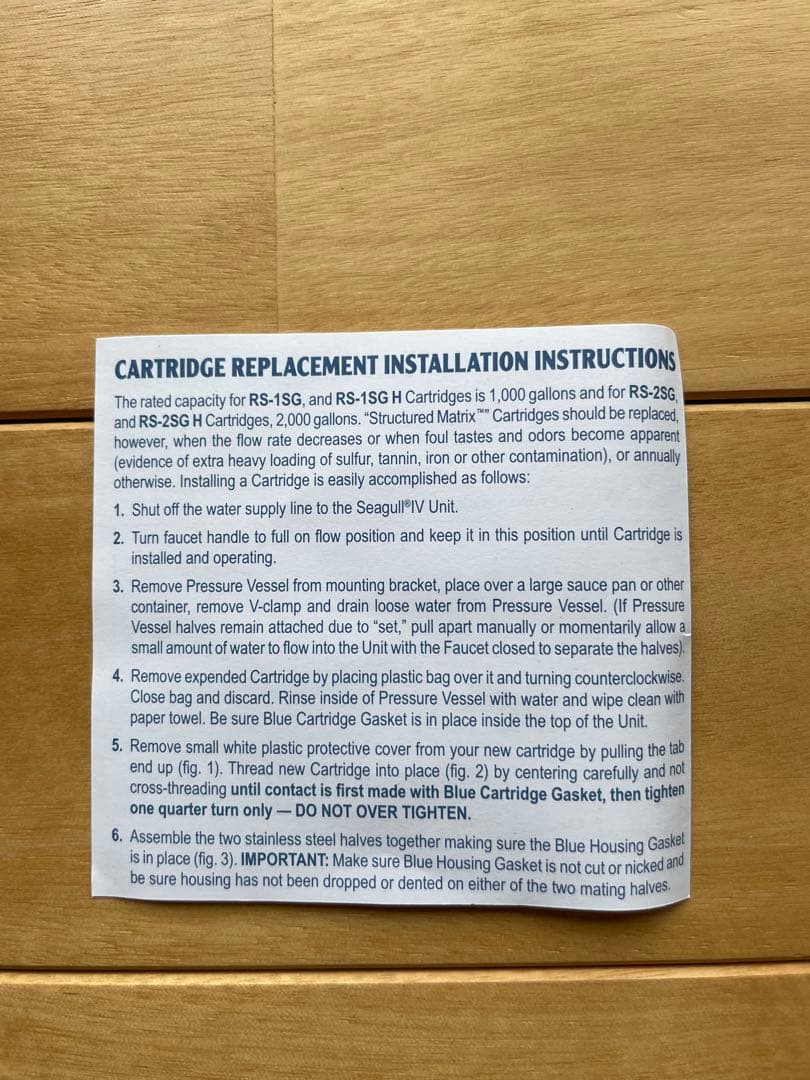 CARTRIDGE REPLACEMENT INSTALLATION INSTRUCTIONS
The rated capacity for RS-1SG, and RS-1SG H Cartridges is 1,000 gallons and for RS-2SG,
and RS-2SG H Cartridges, 2,000 gallons. “Structured Matrix™” Cartridges should be replaced,
however, when the flow rate decreases or when foul tastes and odors become apparent
(evidence of extra heavy loading of sulfur, tannin, iron or other contamination), or annually
otherwise. Installing a Cartridge is easily accomplished as follows:
1. Shut off the water supply line to the Seagull®IV Unit.
2. Turn faucet handle to full on flow position and keep it in this position until Cartridge is
installed and operating.
3. Remove Pressure Vessel from mounting bracket, place over a large sauce pan or other
container, remove V-clamp and drain loose water from Pressure Vessel. (If Pressure
Vessel halves remain attached due to “set,” pull apart manually or momentarily allow a
small amount of water to flow into the Unit with the Faucet closed to separate the halves).
4. Remove expended Cartridge by placing plastic bag over it and turning counterclockwise.
Close bag and discard. Rinse inside of Pressure Vessel with water and wipe clean with
paper towel. Be sure Blue Cartridge Gasket is in place inside the top of the Unit.
5. Remove small white plastic protective cover from your new cartridge by pulling the tab
end up (fig. 1). Thread new Cartridge into place (fig. 2) by centering carefully and not
cross-threading until contact is first made with Blue Cartridge Gasket, then tighten
one quarter turn only — DO NOT OVER TIGHTEN.
6. Assemble the two stainless steel halves together making sure the Blue Housing Gasket
is in place (fig. 3). IMPORTANT: Make sure Blue Housing Gasket is not cut or nicked and
be sure housing has not been dropped or dented on either of the two mating halves.